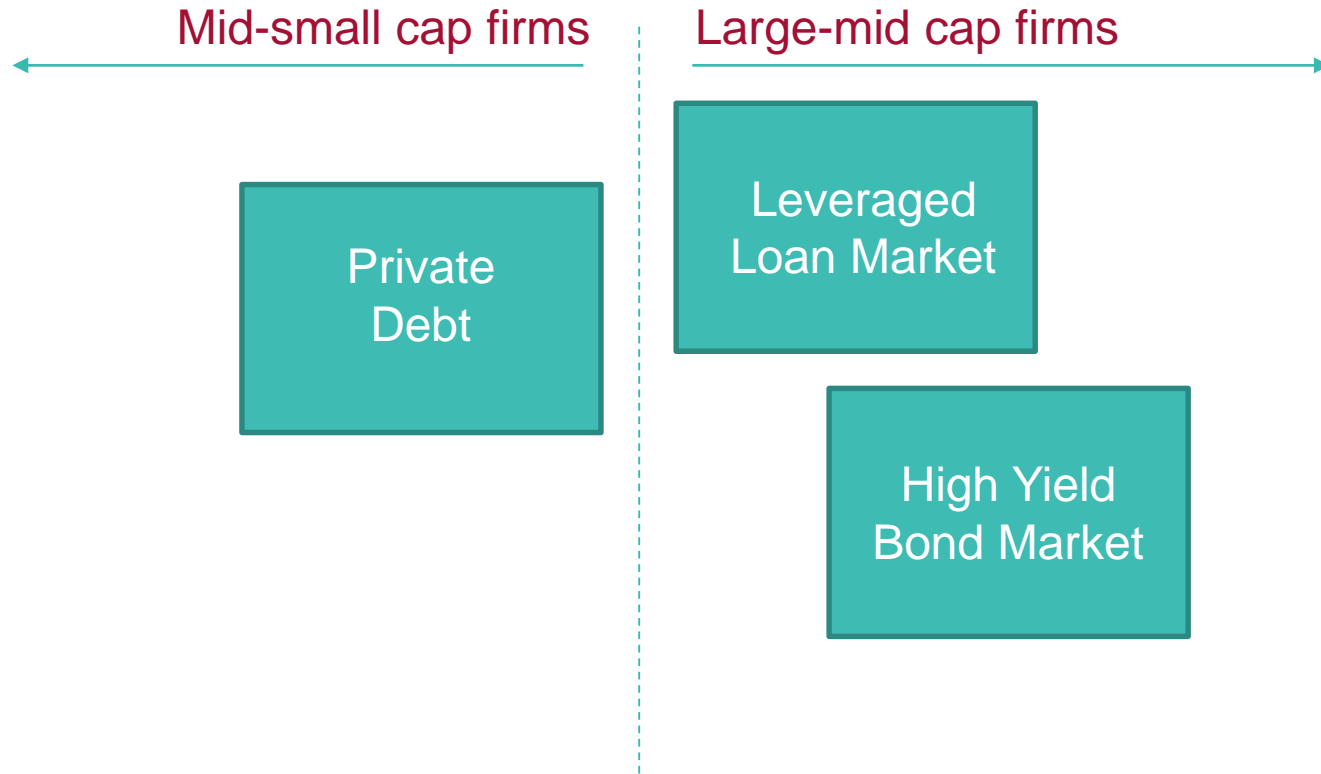 Mid-small cap firms
Large-mid cap firms
Private
Debt
Leveraged
Loan Market
High Yield
Bond Market